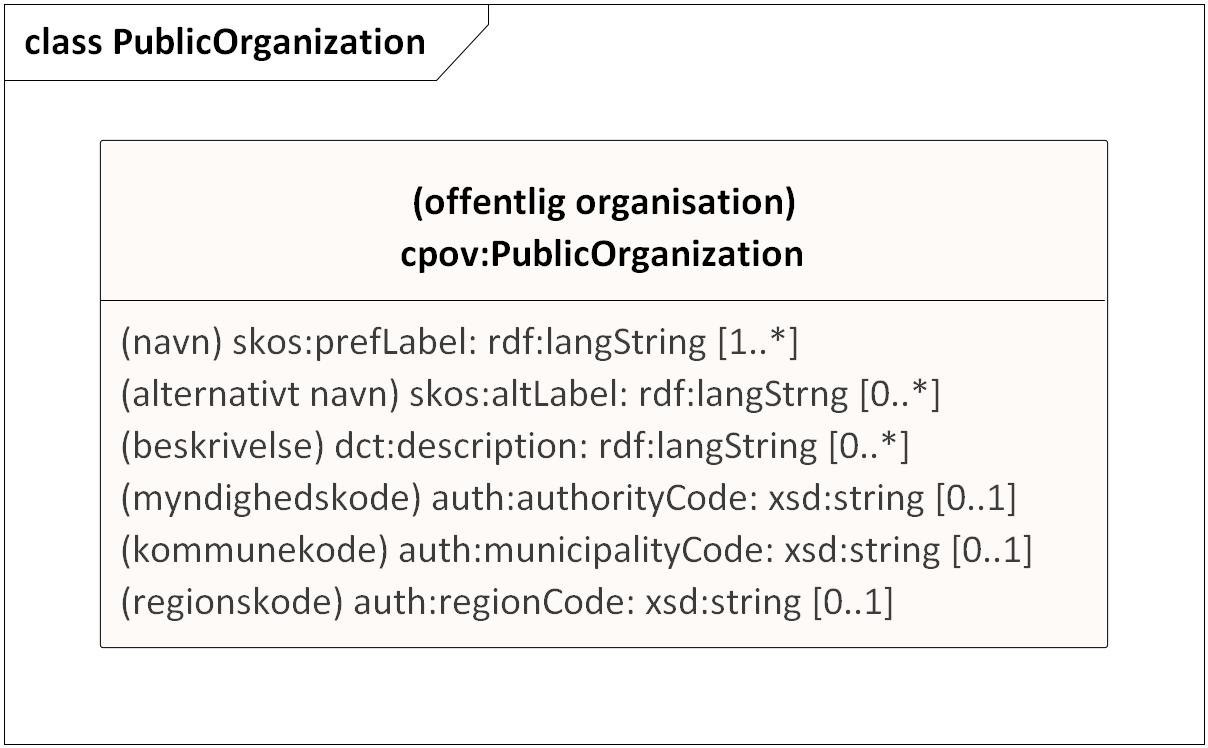 class PublicOrganization
(offentlig organisation)
cpov:PublicOrganization
(navn) skos:prefLabel: rdf:langString [1..*]
(alternativt navn) skos:altLabel: rdf:langStrng [0..*]
(beskrivelse) dct:description: rdf:langString [0..*]
(myndighedskode) auth:authorityCode: xsd:string [0..1]
(kommunekode) auth:municipalityCode: xsd:string [0..1]
(regionskode) auth:regionCode: xsd:string [0..1]